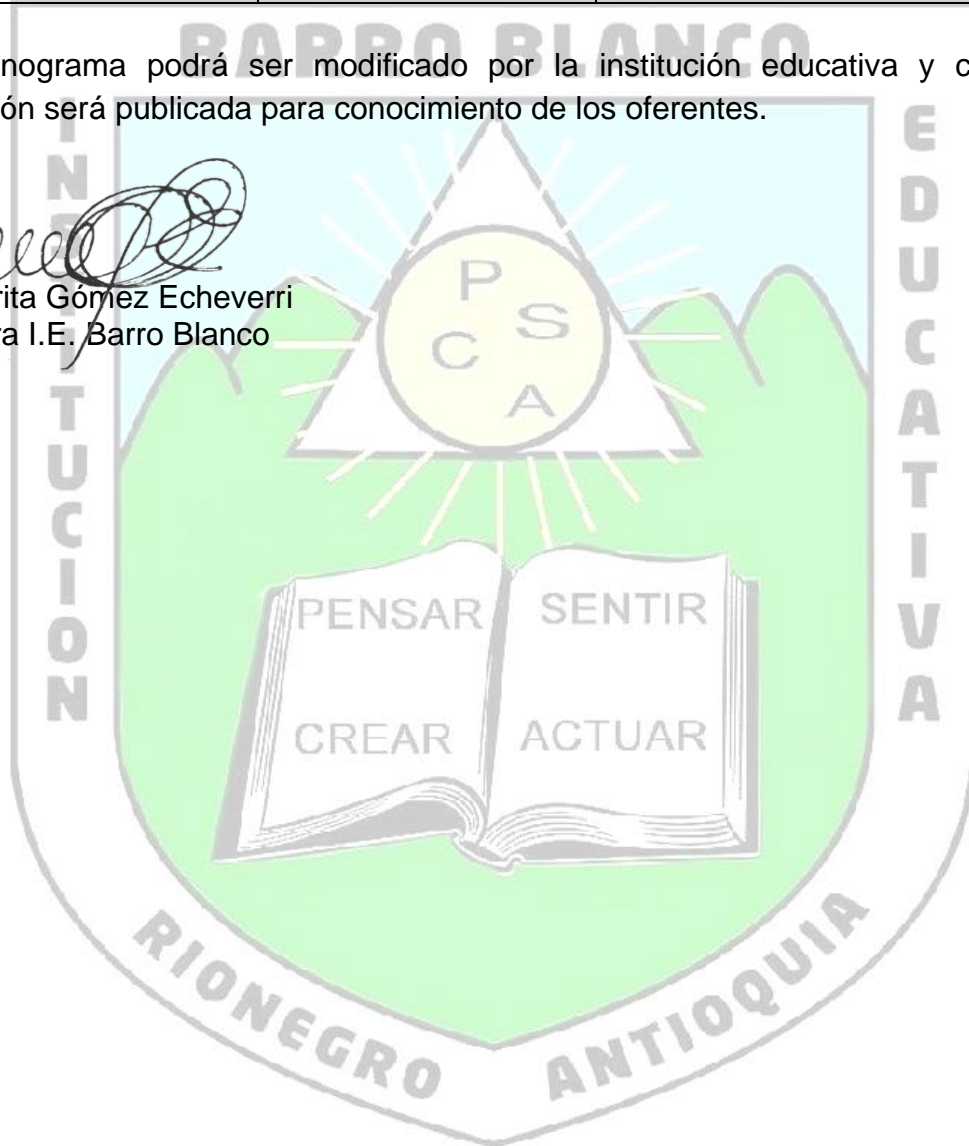 BARRO BLANCO
nograma podrá ser modificado por la institución educativa y c
ón será publicada para conocimiento de los oferentes.
rita Gómez Echeverri
ra I.E. Barro Blanco
INSTITUCION
EDUCATIVA
P
S
C
A
PENSAR
SENTIR
CREAR
ACTUAR
RIONEGRO ANTIOQUIA